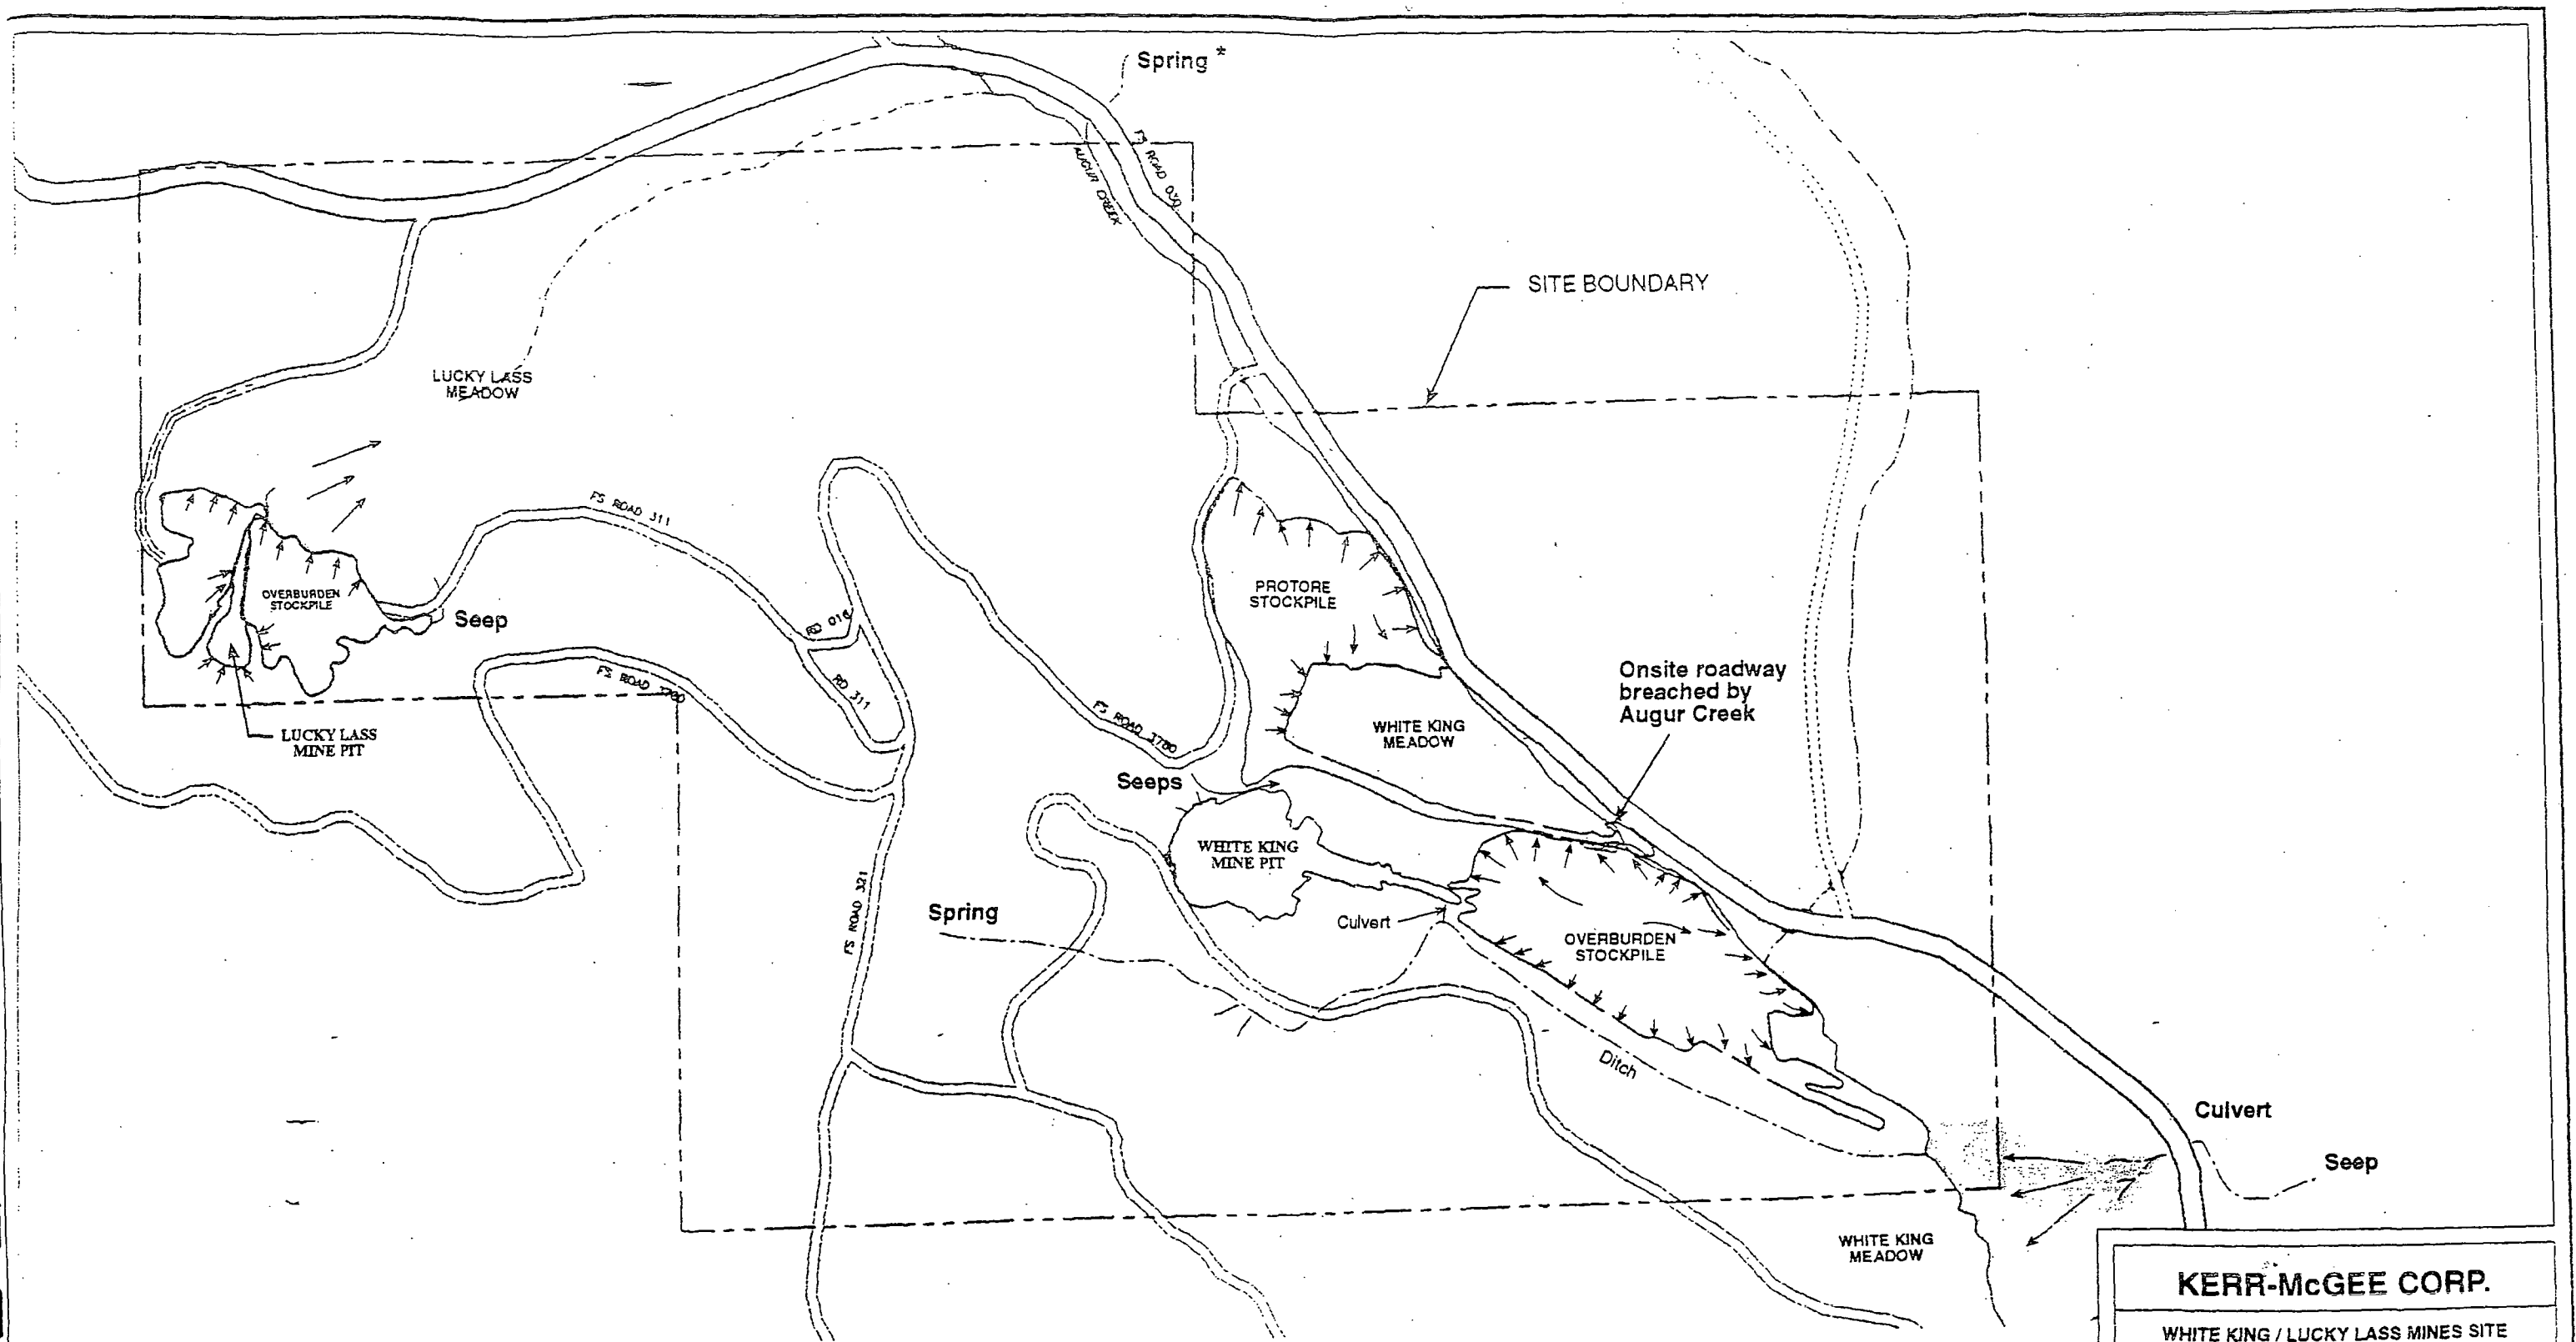 Spring *
FS ROAD 030
AUGUR CREEK
SITE BOUNDARY
LUCKY LASS
MEADOW
FS ROAD 311
OVERBURDEN
STOCKPILE
Seep
RD 016
RD 311
FS ROAD 3780
LUCKY LASS
MINE PIT
PROTORE
STOCKPILE
Onsite roadway
breached by
Augur Creek
FS ROAD 3780
WHITE KING
MEADOW
Seeps
WHITE KING
MINE PIT
FS ROAD 321
Spring
Culvert
OVERBURDEN
STOCKPILE
Ditch
Culvert
Seep
WHITE KING
MEADOW
KERR-McGEE CORP.
WHITE KING / LUCKY LASS MINES SITE